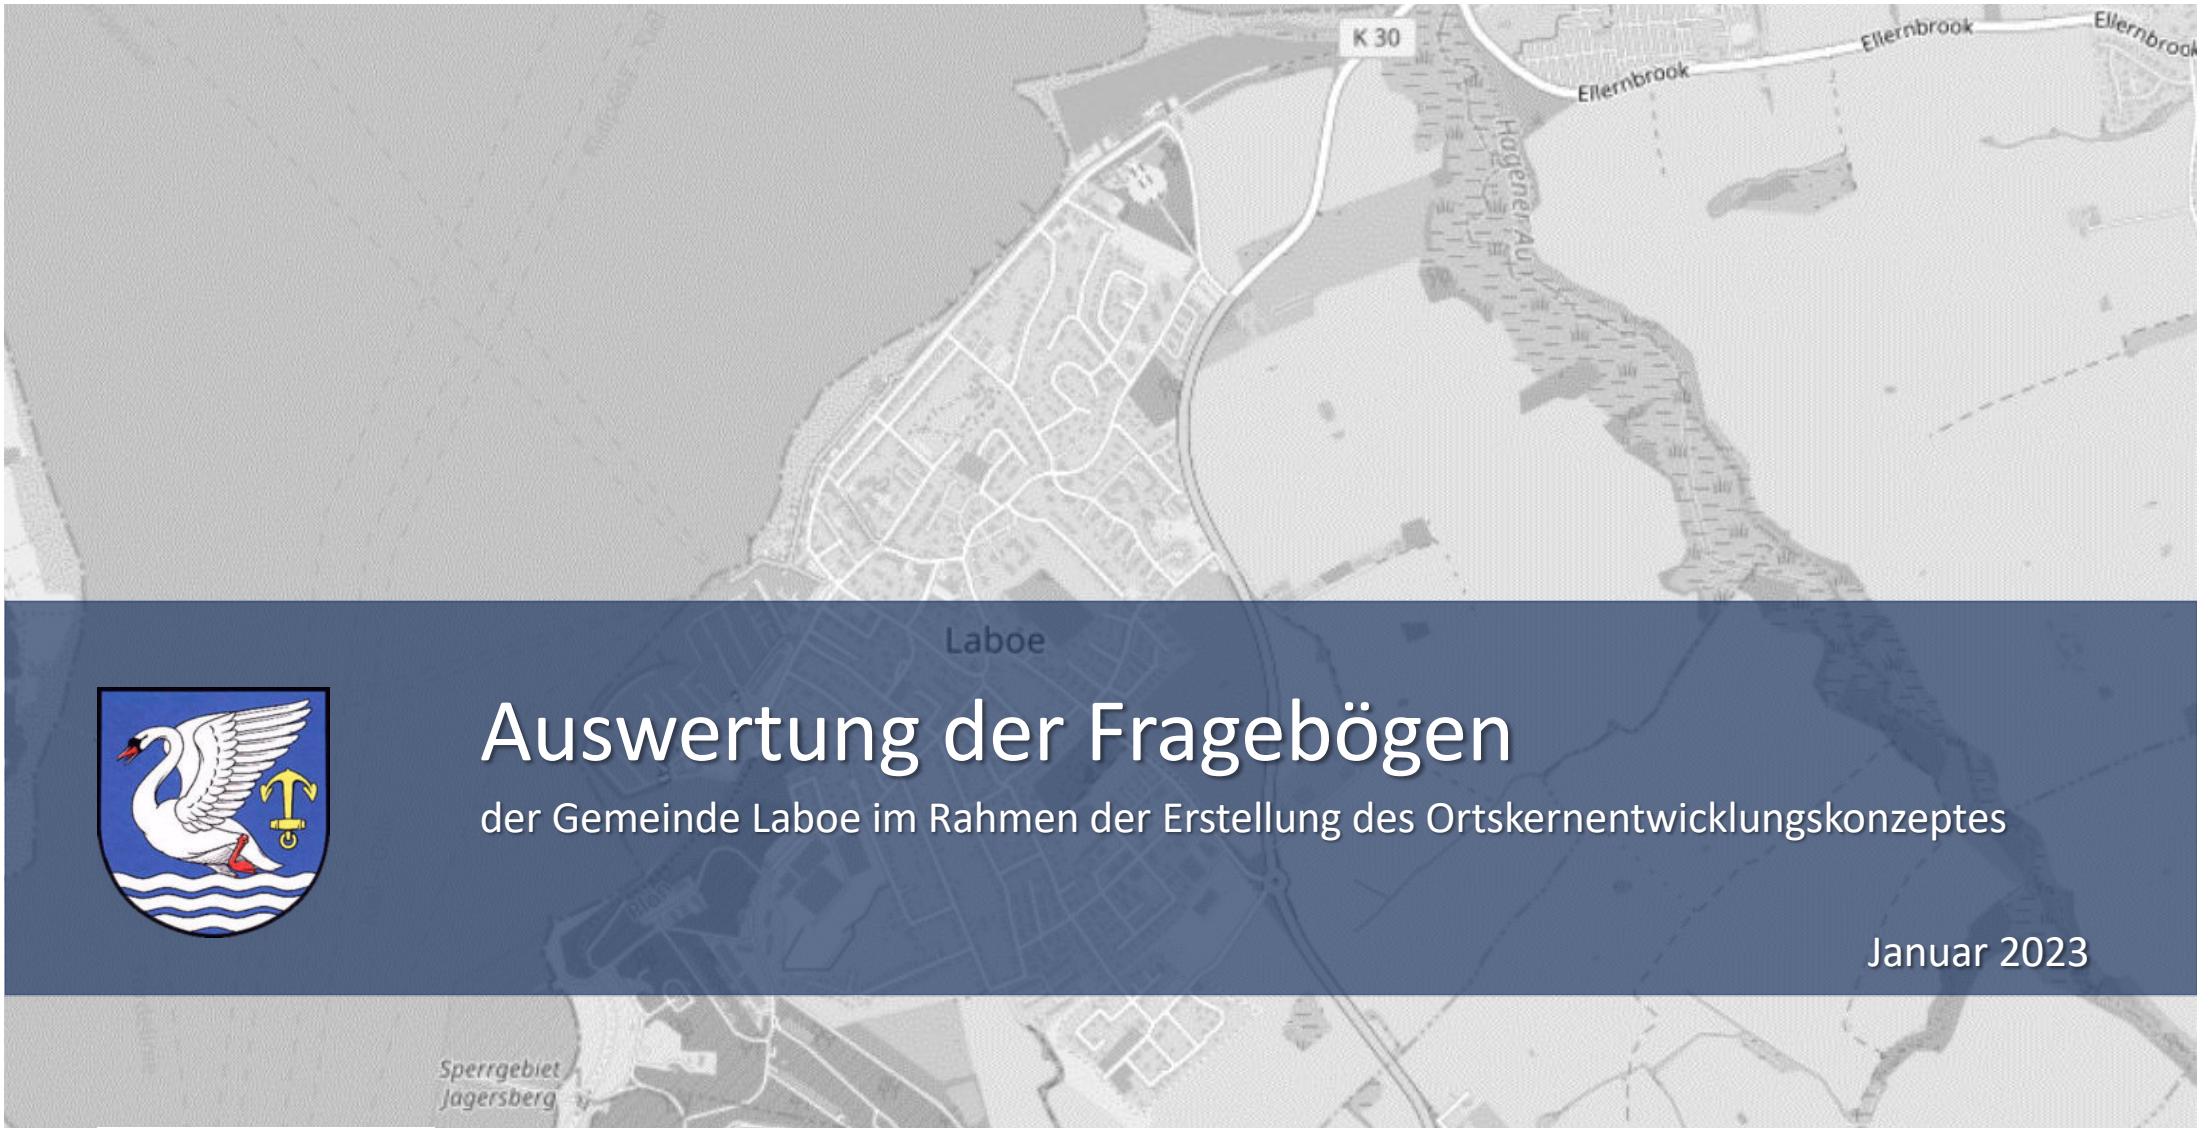 K 30
Ellernbrook
Ellernbrook
Ellernbrook
Hagener Au
Laboe
Auswertung der Fragebögen
der Gemeinde Laboe im Rahmen der Erstellung des Ortskernentwicklungskonzeptes
Januar 2023
Sperrgebiet
Jägersberg